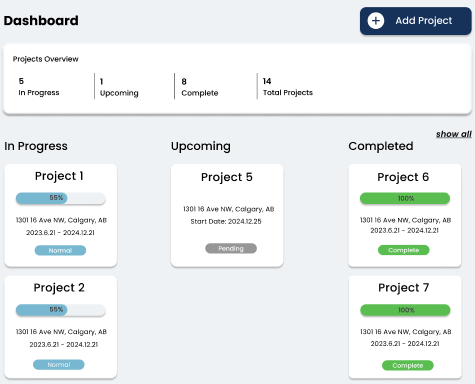 Dashboard
+ Add Project
Projects Overview
5
In Progress
1
Upcoming
8
Complete
14
Total Projects
show all
In Progress
Project 1
55%
1301 16 Ave NW, Calgary, AB
2023.6.21 - 2024.12.21
Normal
Project 2
55%
1301 16 Ave NW, Calgary, AB
2023.6.21 - 2024.12.21
Normal
Upcoming
Project 5
1301 16 Ave NW, Calgary, AB
Start Date: 2024.12.25
Pending
Completed
Project 6
100%
1301 16 Ave NW, Calgary, AB
2023.6.21 - 2024.12.21
Complete
Project 7
100%
1301 16 Ave NW, Calgary, AB
2023.6.21 - 2024.12.21
Complete